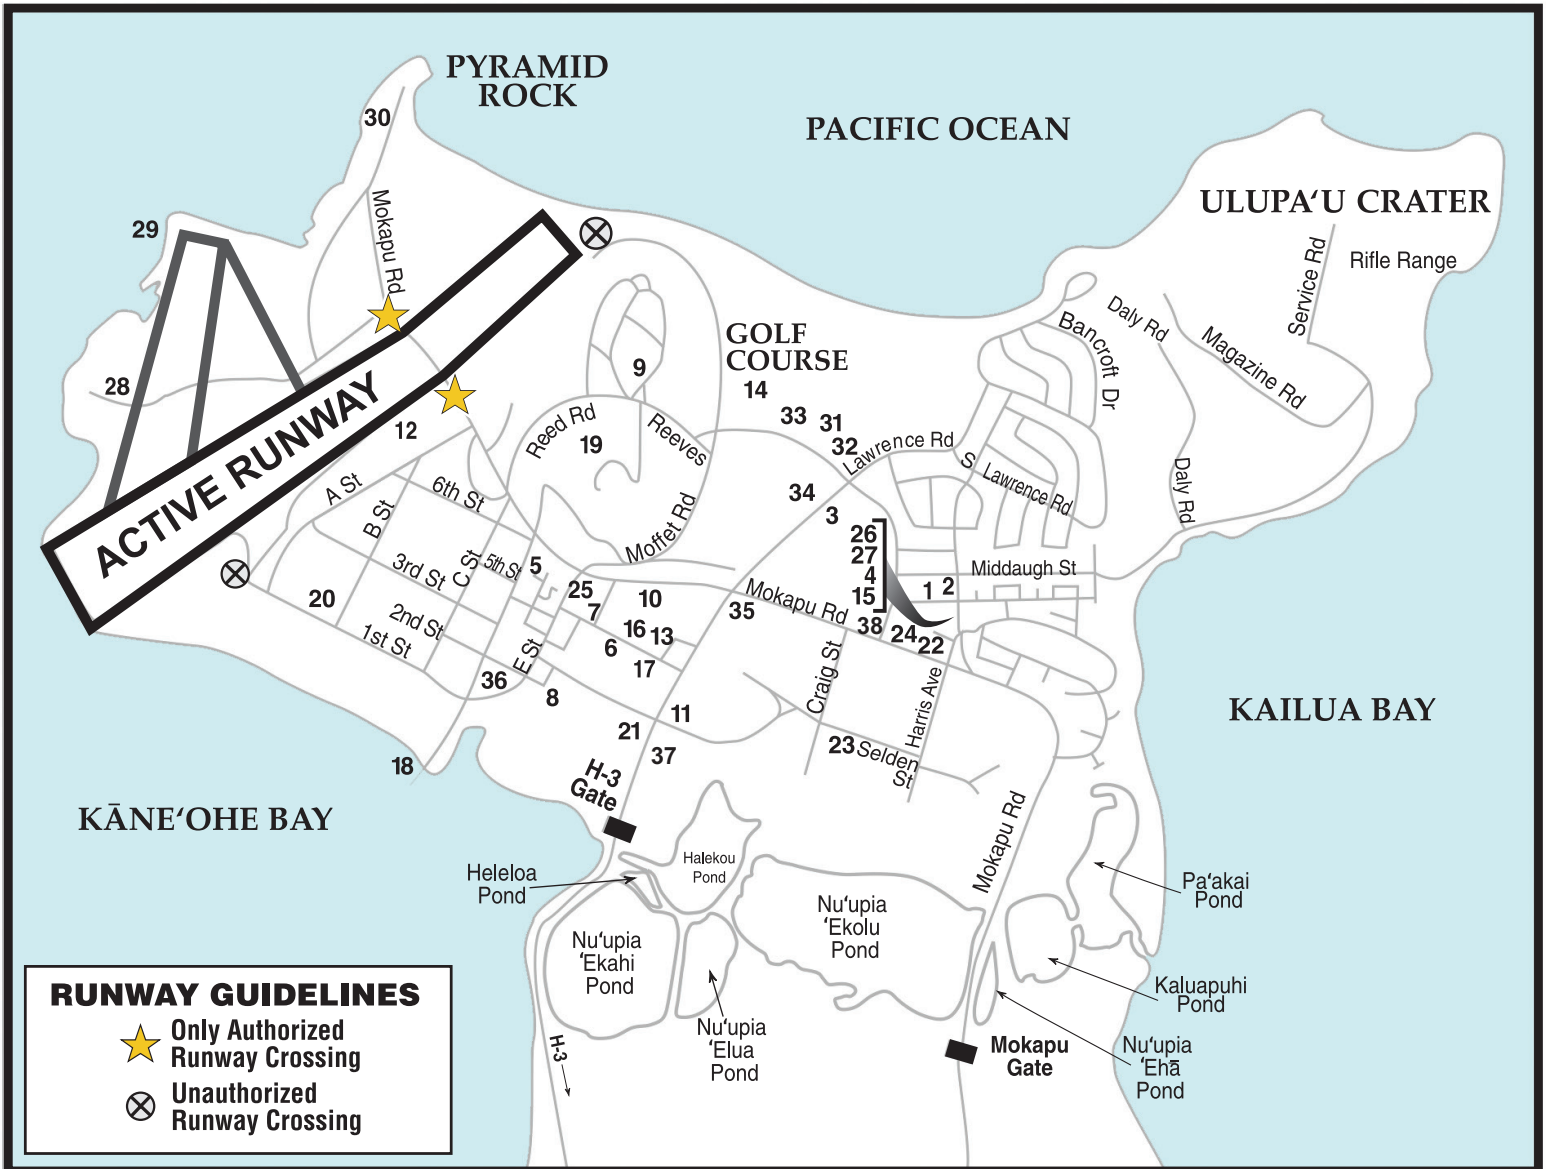 PYRAMID
ROCK
PACIFIC OCEAN
ULUPA‘U CRATER
Rifle Range
Service Rd
Magazine Rd
Daly Rd
Daly Rd
Bancroft Dr
30
29
Mokapu Rd
28
ACTIVE RUNWAY
12
9
GOLF
COURSE
14
33
31
32
Reed Rd
19
Reeves
Lawrence Rd
S Lawrence Rd
34
3
26
27
4
15
1
2
Middaugh St
A St
B St
6th St
C St
5th St
5
3rd St
Moffet Rd
20
2nd St
1st St
25
7
10
16
13
6
17
35
Mokapu Rd
38
24
22
E St
36
8
Craig St
Harris Ave
11
21
37
23
Selden
St
18
H-3
Gate
KĀNE‘OHE BAY
KAILUA BAY
Mokapu Rd
Heleloa
Pond
Halekou
Pond
Nu‘upia
‘Ekahi
Pond
Nu‘upia
‘Elua
Pond
Nu‘upia
‘Ekolu
Pond
Pa‘akai
Pond
Kaluapuhi
Pond
Nu‘upia
‘Ehā
Pond
Mokapu
Gate
H-3
RUNWAY GUIDELINES
Only Authorized
Runway Crossing
Unauthorized
Runway Crossing